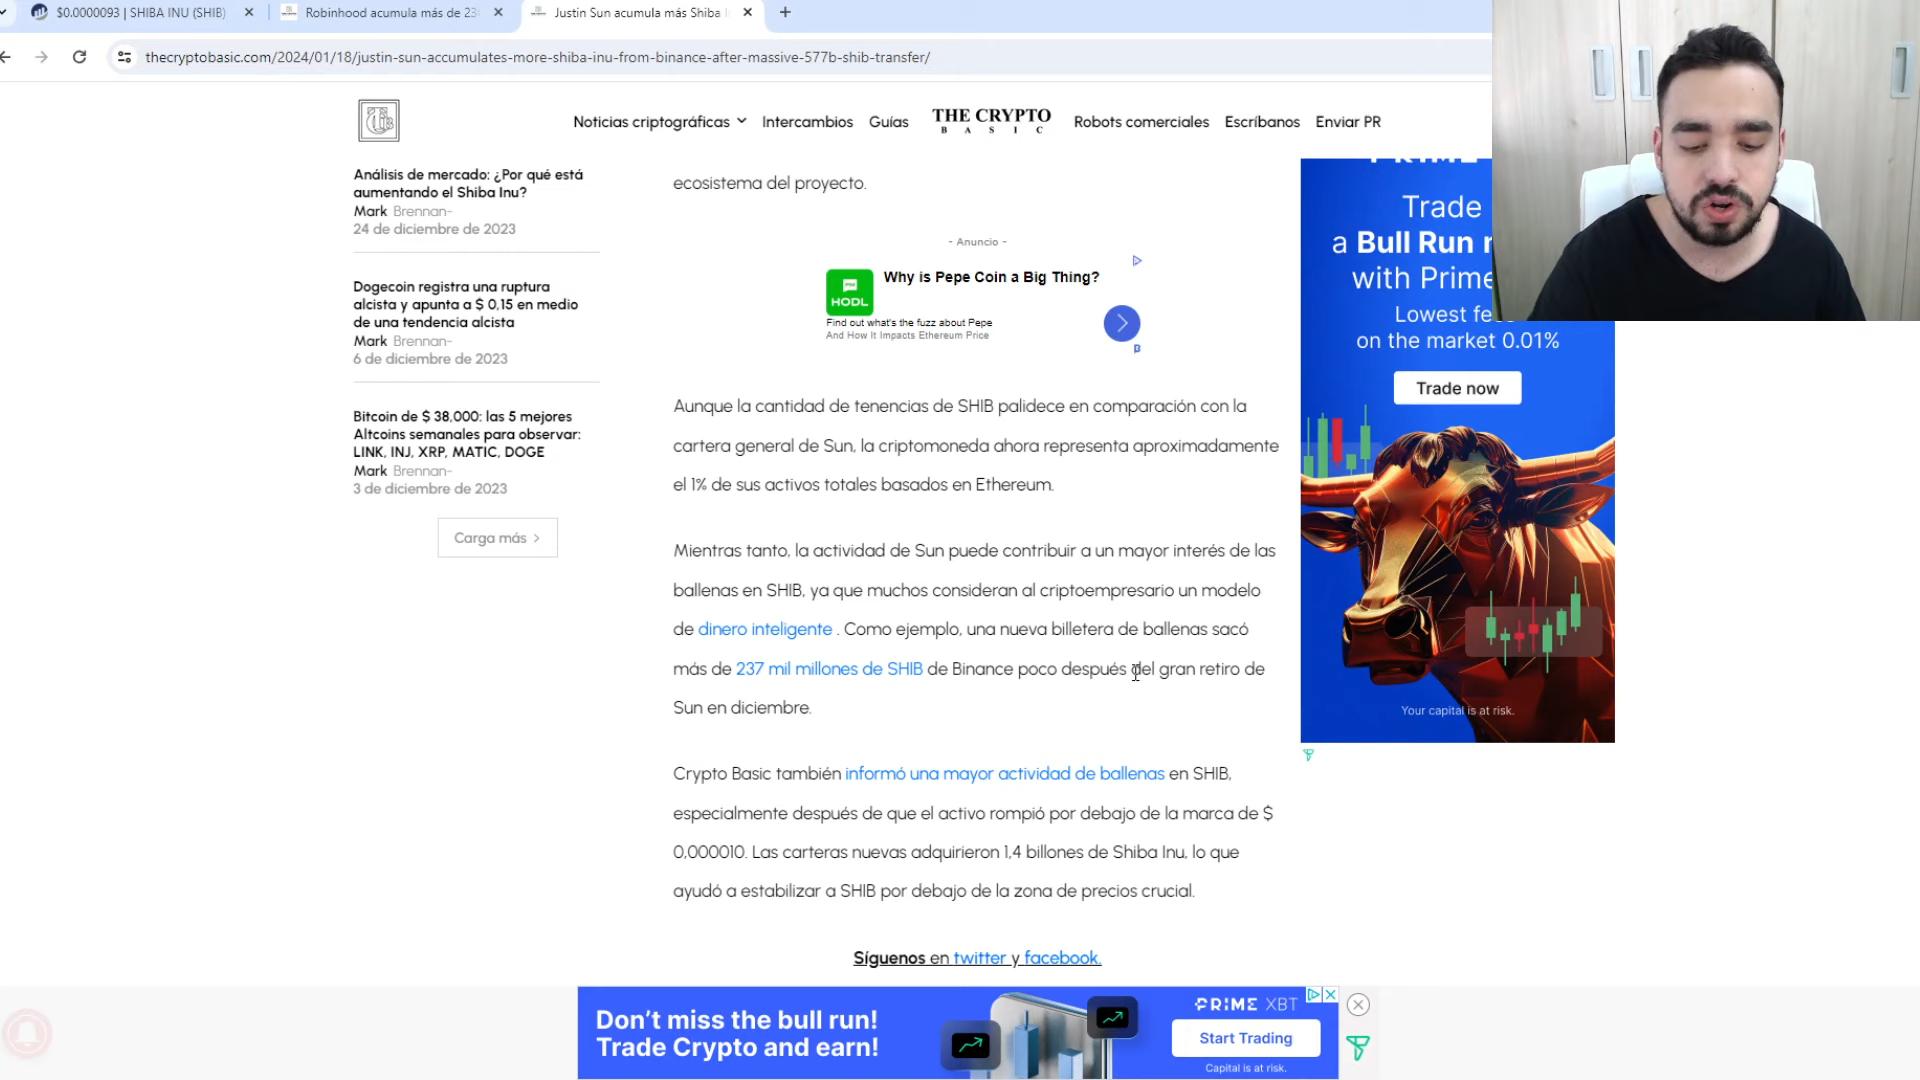 $0.0000093 | SHIBA INU (SHIB)
Robinhood acumula más de 23
Justin Sun acumula más Shiba I
thecryptobasic.com/2024/01/18/justin-sun-accumulates-more-shiba-inu-from-binance-after-massive-577b-shib-transfer/
Noticias criptográficas
Intercambios
Guías
THE CRYPTO
BASIC
Robots comerciales
Escríbanos
Enviar PR
Análisis de mercado: ¿Por qué está
aumentando el Shiba Inu?
Mark Brennan-
24 de diciembre de 2023
Dogecoin registra una ruptura
alcista y apunta a $ 0,15 en medio
de una tendencia alcista
Mark Brennan-
6 de diciembre de 2023
Bitcoin de $ 38,000: las 5 mejores
Altcoins semanales para observar:
LINK, INJ, XRP, MATIC, DOGE
Mark Brennan-
3 de diciembre de 2023
Carga más >
ecosistema del proyecto.
- Anuncio -
HODL
Why is Pepe Coin a Big Thing?
Find out what's the fuzz about Pepe
And How It Impacts Ethereum Price
Aunque la cantidad de tenencias de SHIB palidece en comparación con la
cartera general de Sun, la criptomoneda ahora representa aproximadamente
el 1% de sus activos totales basados en Ethereum.
Mientras tanto, la actividad de Sun puede contribuir a un mayor interés de las
ballenas en SHIB, ya que muchos consideran al criptoempresario un modelo
de dinero inteligente . Como ejemplo, una nueva billetera de ballenas sacó
más de 237 mil millones de SHIB de Binance poco después del gran retiro de
Sun en diciembre.
Crypto Basic también informó una mayor actividad de ballenas en SHIB,
especialmente después de que el activo rompió por debajo de la marca de $
0,000010. Las carteras nuevas adquirieron 1,4 billones de Shiba Inu, lo que
ayudó a estabilizar a SHIB por debajo de la zona de precios crucial.
Síguenos en twitter y facebook.
Trade
a Bull Run
with Prime
Lowest fe
on the market 0.01%
Trade now
Your capital is at risk.
Don't miss the bull run!
Trade Crypto and earn!
PRIME XBT
Start Trading
Capital is at risk.